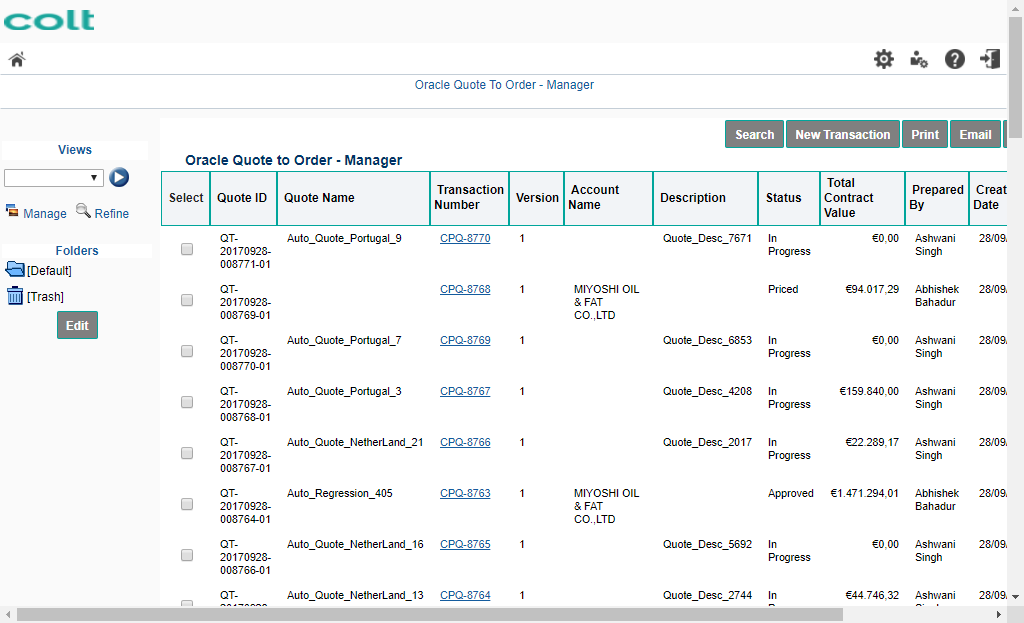 colt
Oracle Quote To Order - Manager
Search New Transaction Print Email
Views
Manage Refine
Folders
[Default]
[Trash]
Edit
Oracle Quote to Order - Manager
Select Quote ID Quote Name Transaction Number Version Account Name Description Status Total Contract Value Prepared By Creat Date
QT-20170928-008771-01 Auto_Quote_Portugal_9 CPQ-8770 1 Quote_Desc_7671 In Progress €0,00 Ashwani Singh 28/09/
QT-20170928-008769-01 CPQ-8768 1 MIYOSHI OIL & FAT CO.,LTD Priced €94.017,29 Abhishek Bahadur 28/09/
QT-20170928-008770-01 Auto_Quote_Portugal_7 CPQ-8769 1 Quote_Desc_6853 In Progress €0,00 Ashwani Singh 28/09/
QT-20170928-008768-01 Auto_Quote_Portugal_3 CPQ-8767 1 Quote_Desc_4208 In Progress €159.840,00 Ashwani Singh 28/09/
QT-20170928-008767-01 Auto_Quote_NetherLand_21 CPQ-8766 1 Quote_Desc_2017 In Progress €22.289,17 Ashwani Singh 28/09/
QT-20170928-008764-01 Auto_Regression_405 CPQ-8763 1 MIYOSHI OIL & FAT CO.,LTD Approved €1.471.294,01 Abhishek Bahadur 28/09/
QT-20170928-008766-01 Auto_Quote_NetherLand_16 CPQ-8765 1 Quote_Desc_5692 In Progress €0,00 Ashwani Singh 28/09/
QT- Auto_Quote_NetherLand_13 CPQ-8764 1 Quote_Desc_2744 In €44.746,32 Ashwani 28/09/